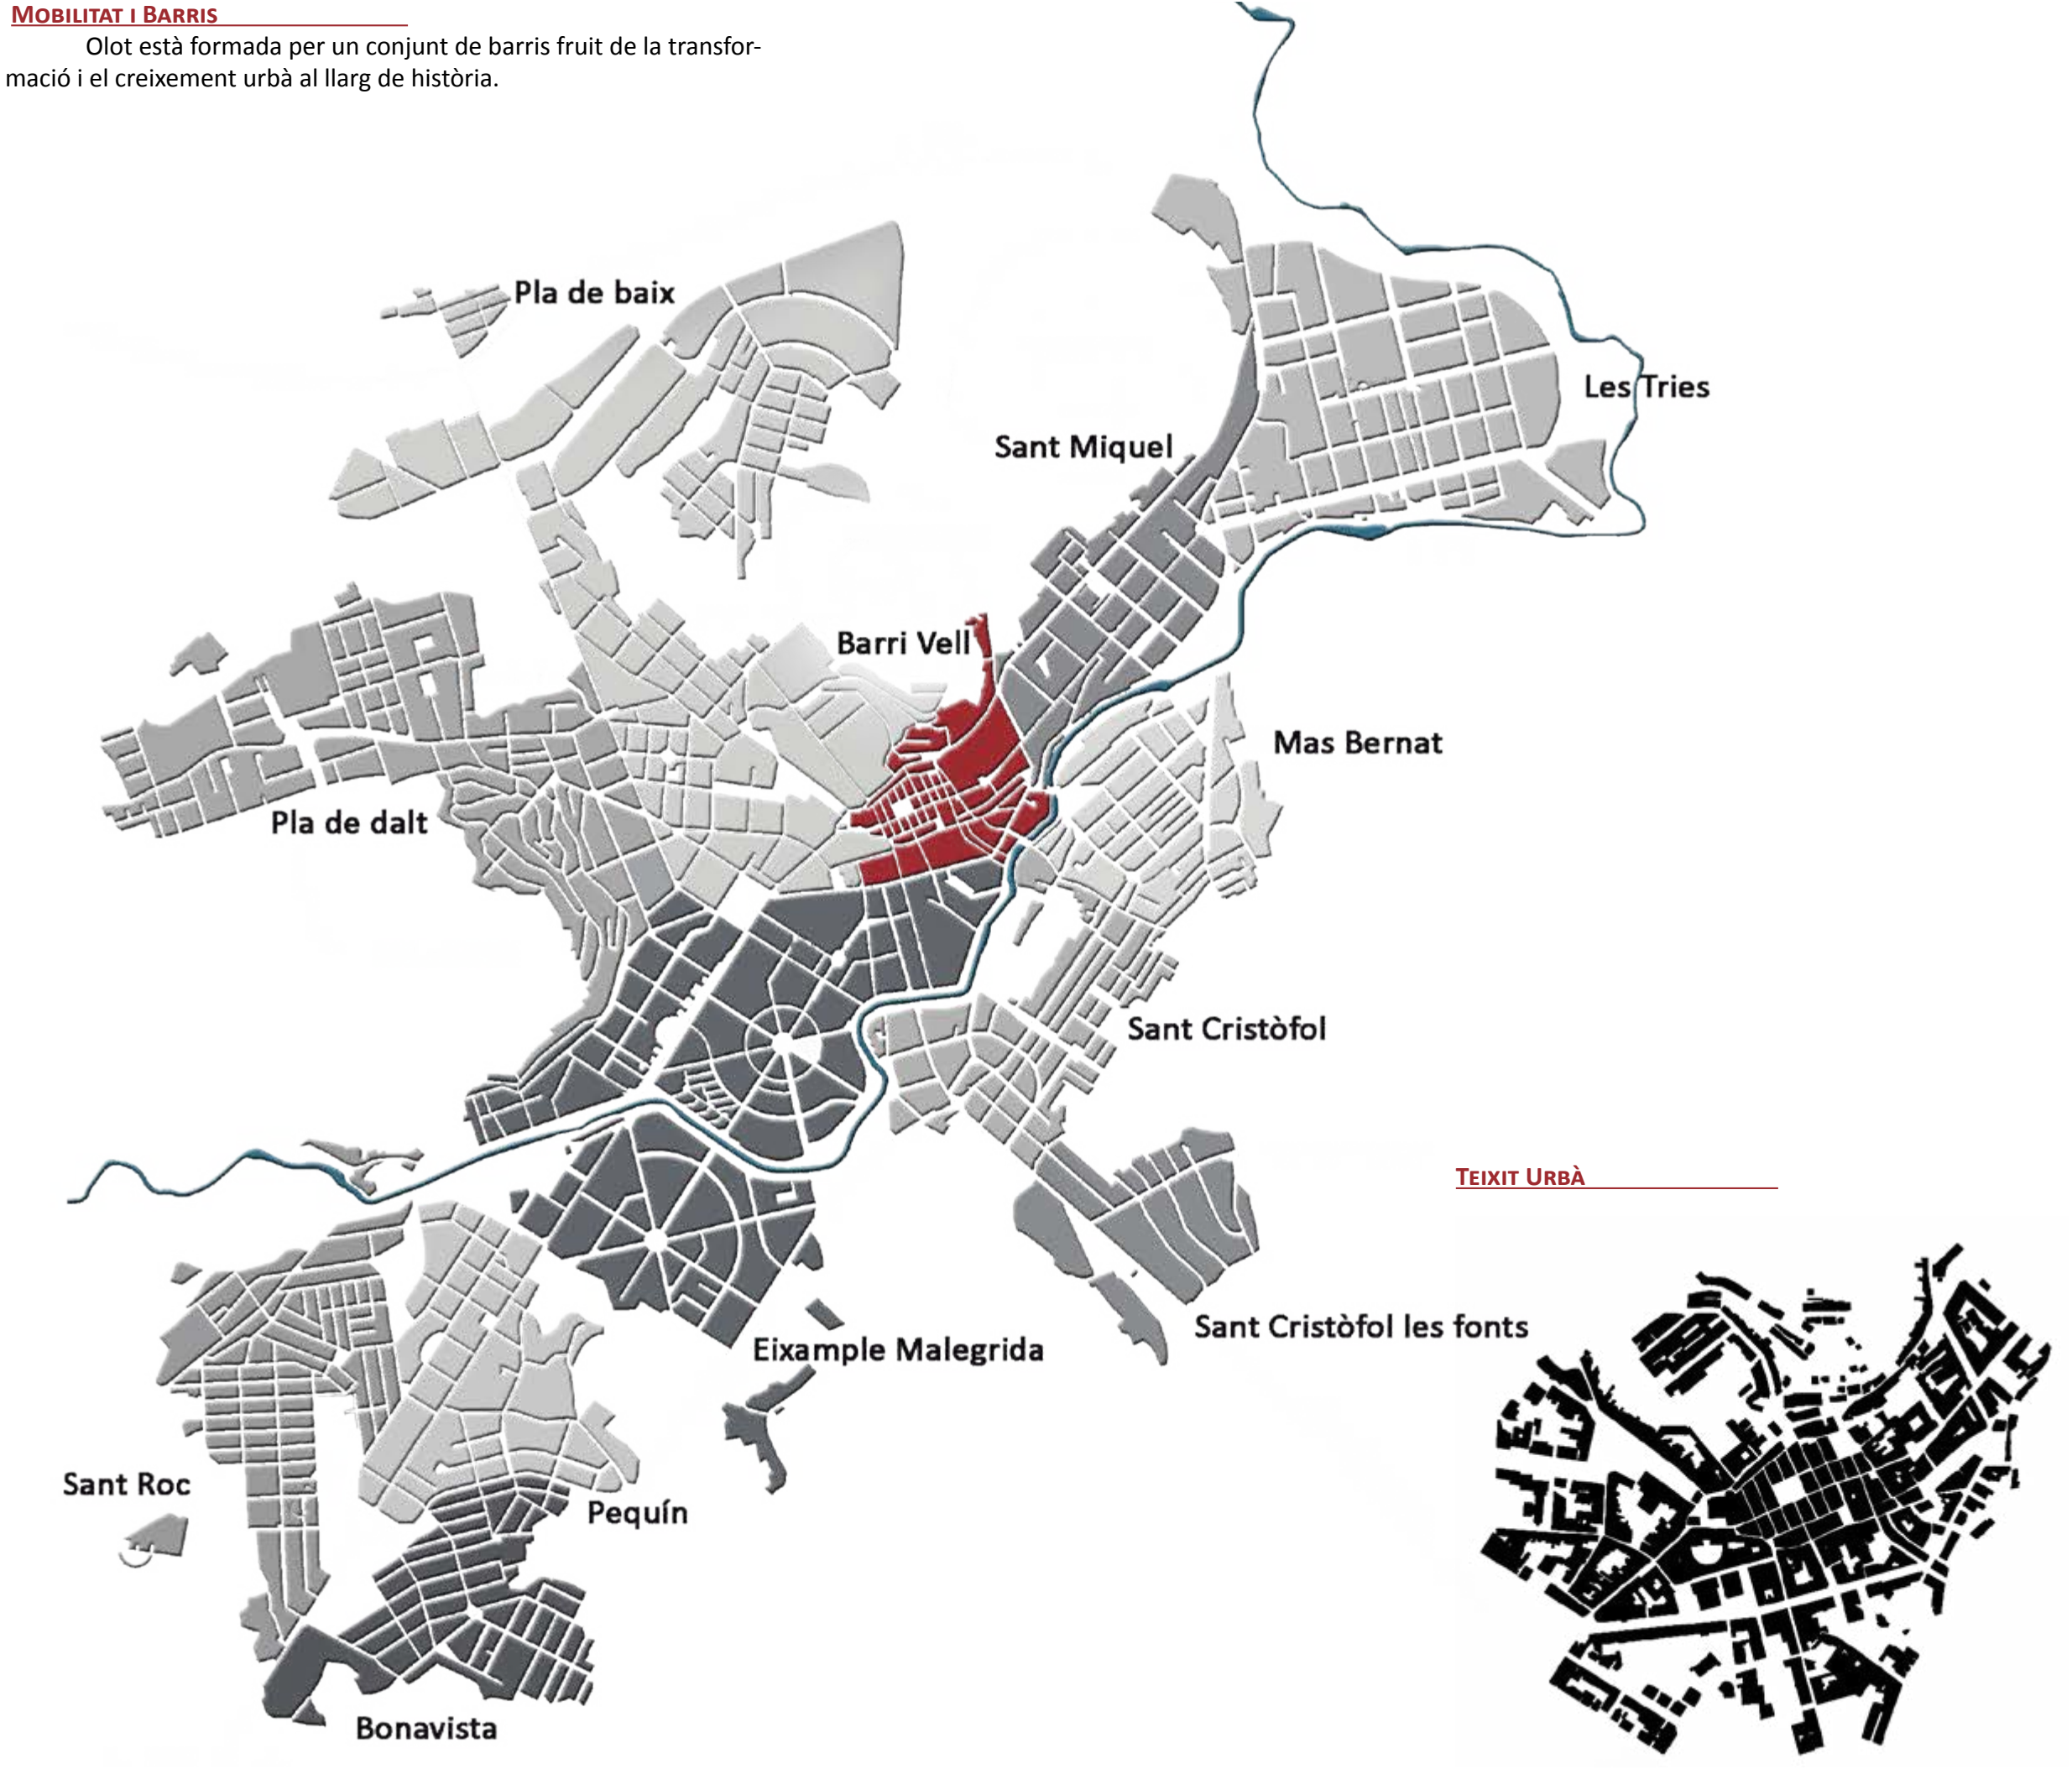 Mobilitat i Barris
Olot està formada per un conjunt de barris fruit de la transfor-
mació i el creixement urbà al llarg de història.
Pla de baix
Les Tries
Sant Miquel
Barri Vell
Mas Bernat
Pla de dalt
Sant Cristòfol
Teixit Urbà
Sant Cristòfol les fonts
Eixample Malegrida
Sant Roc
Pequín
Bonavista